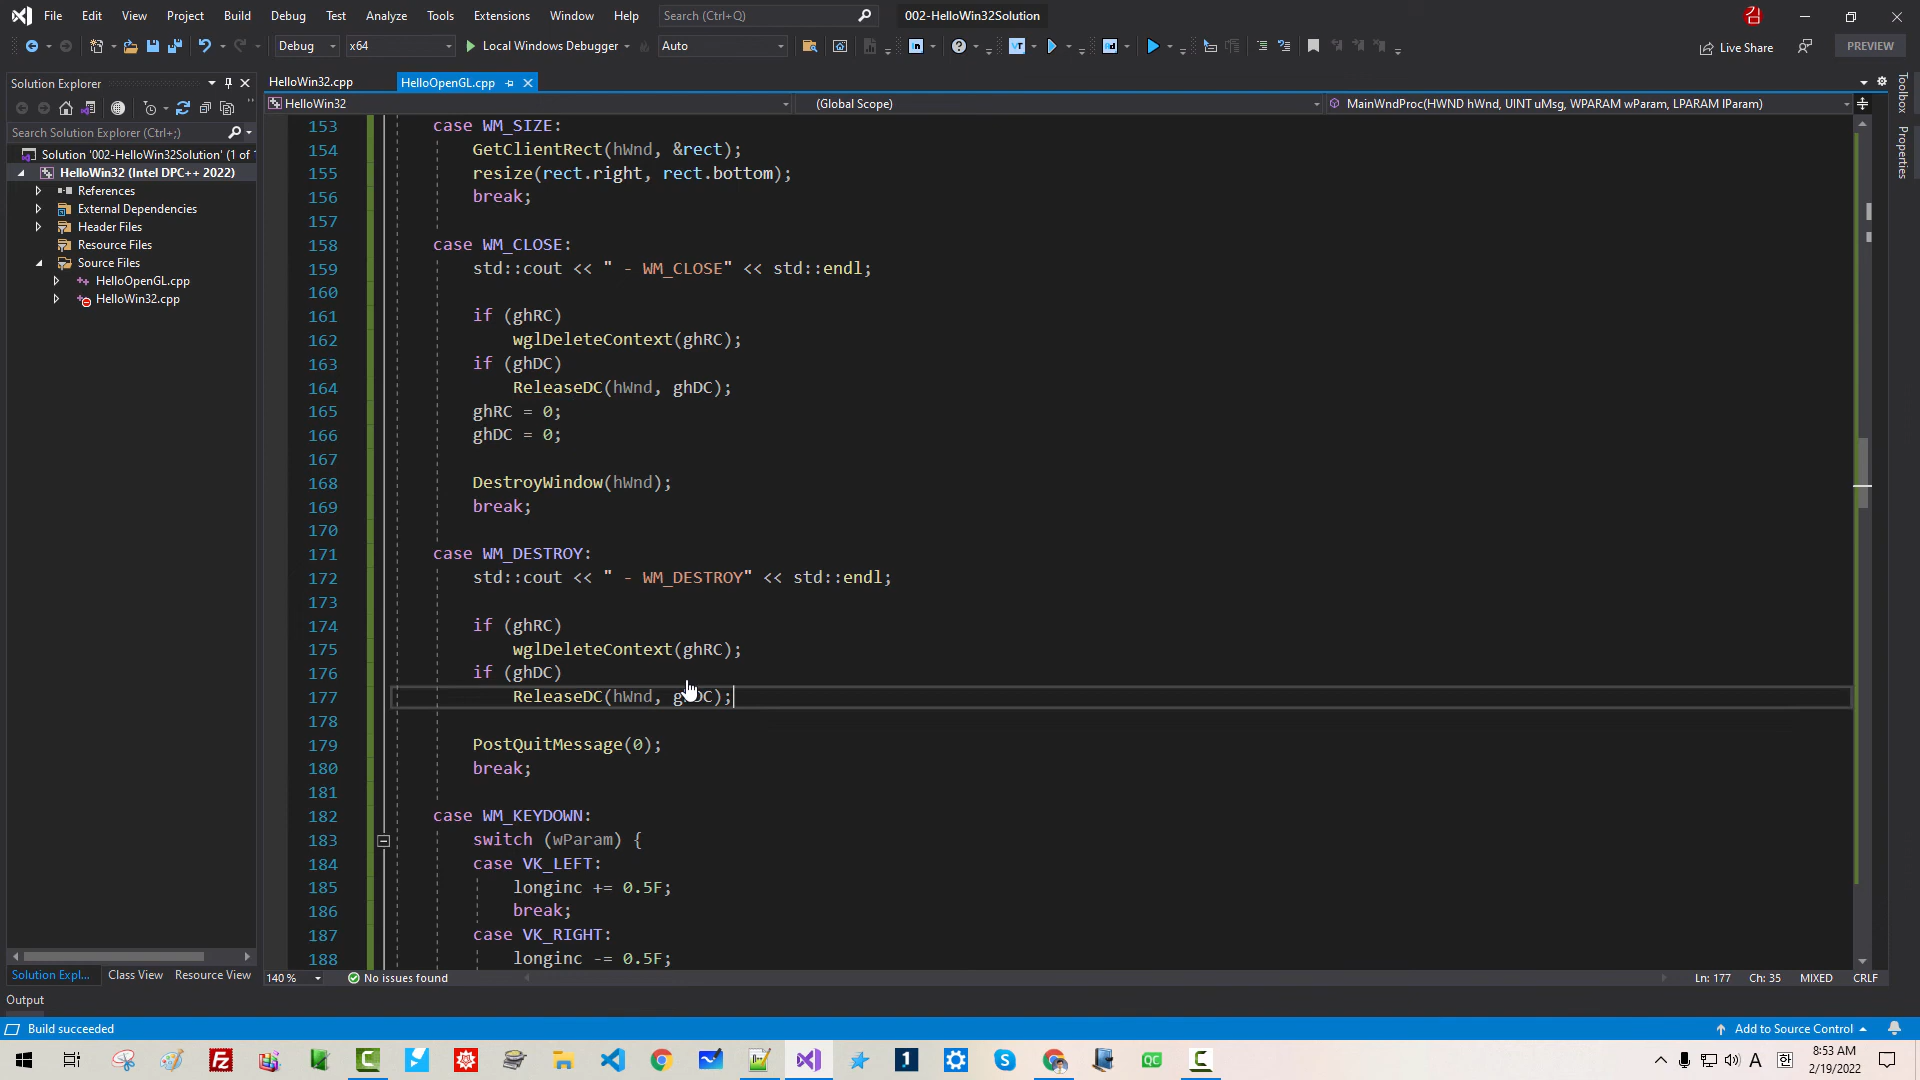 File Edit View Project Build Debug Test Analyze Tools Extensions Window Help Search (Ctrl+Q) 002-HelloWin32Solution 김
Debug x64 Local Windows Debugger Auto Live Share PREVIEW
Solution Explorer
Search Solution Explorer (Ctrl+;)
Solution '002-HelloWin32Solution' (1 of 1
HelloWin32 (Intel DPC++ 2022)
References
External Dependencies
Header Files
Resource Files
Source Files
HelloOpenGL.cpp
HelloWin32.cpp
Solution Expl... Class View Resource View
HelloWin32.cpp HelloOpenGL.cpp
HelloWin32 (Global Scope) MainWndProc(HWND hWnd, UINT uMsg, WPARAM wParam, LPARAM lParam)
153 case WM_SIZE:
154 GetClientRect(hWnd, &rect);
155 resize(rect.right, rect.bottom);
156 break;
157
158 case WM_CLOSE:
159 std::cout << " - WM_CLOSE" << std::endl;
160
161 if (ghRC)
162 wglDeleteContext(ghRC);
163 if (ghDC)
164 ReleaseDC(hWnd, ghDC);
165 ghRC = 0;
166 ghDC = 0;
167
168 DestroyWindow(hWnd);
169 break;
170
171 case WM_DESTROY:
172 std::cout << " - WM_DESTROY" << std::endl;
173
174 if (ghRC)
175 wglDeleteContext(ghRC);
176 if (ghDC)
177 ReleaseDC(hWnd, ghDC);
178
179 PostQuitMessage(0);
180 break;
181
182 case WM_KEYDOWN:
183 switch (wParam) {
184 case VK_LEFT:
185 longinc += 0.5F;
186 break;
187 case VK_RIGHT:
188 longinc -= 0.5F;
140 % No issues found Ln: 177 Ch: 35 MIXED CRLF
Toolbox
Properties
Output
Build succeeded Add to Source Control
A 한 8:53 AM
2/19/2022